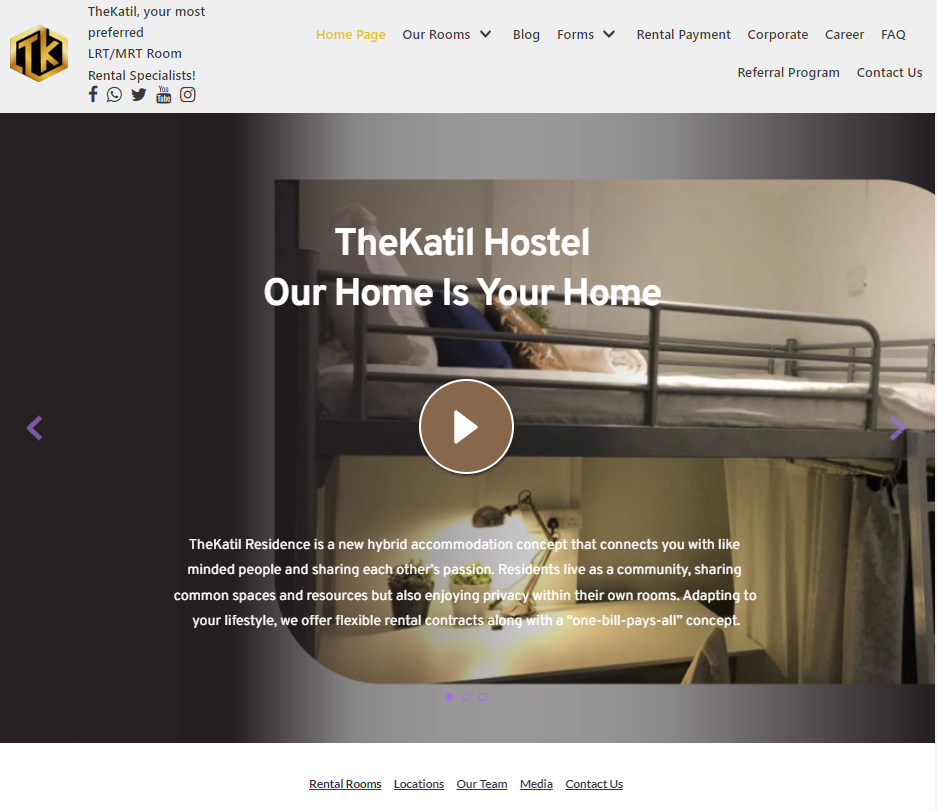 TK
TheKatil, your most
preferred
LRT/MRT Room
Rental Specialists!
You
Tube
Home Page Our Rooms Blog Forms Rental Payment Corporate Career FAQ
Referral Program Contact Us
TheKatil Hostel
Our Home Is Your Home
TheKatil Residence is a new hybrid accommodation concept that connects you with like
minded people and sharing each other's passion. Residents live as a community, sharing
common spaces and resources but also enjoying privacy within their own rooms. Adapting to
your lifestyle, we offer flexible rental contracts along with a “one-bill-pays-all” concept.
Rental Rooms Locations Our Team Media Contact Us